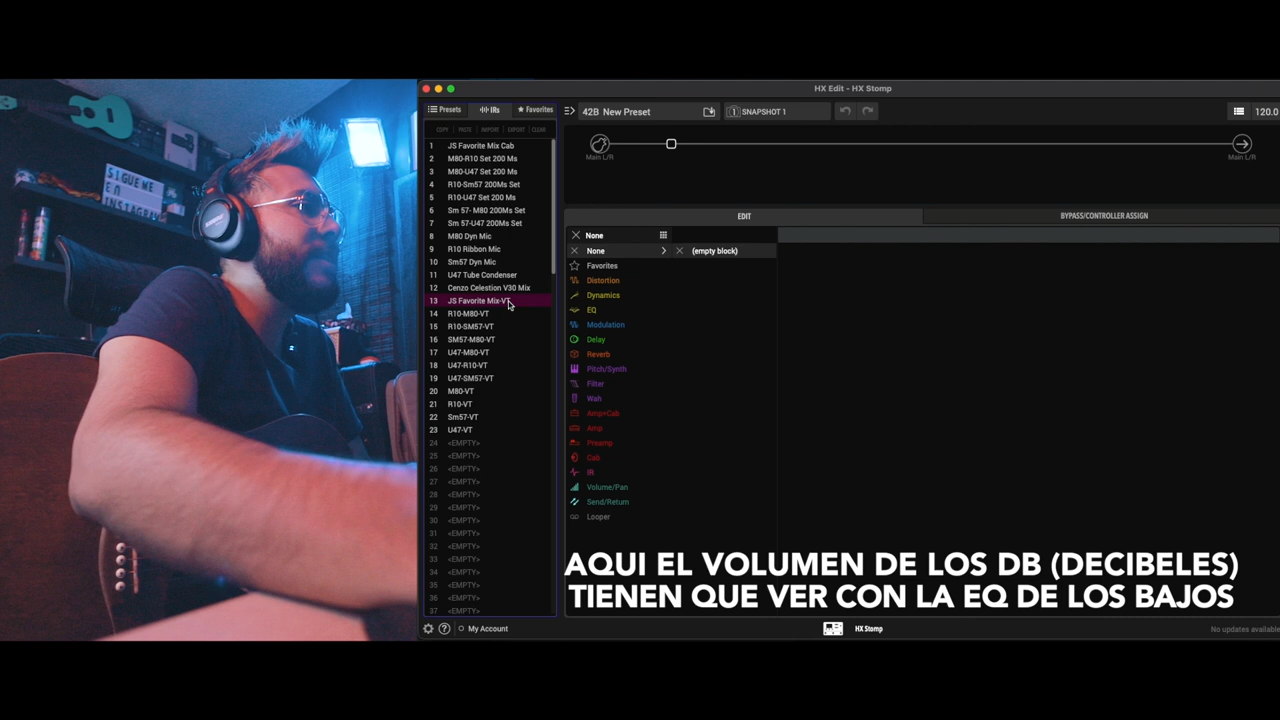 SIGUEME
EN
INSTAGRAM
HX Edit - HX Stomp
Presets
IRs
Favorites
COPY
PASTE
IMPORT
EXPORT
CLEAR
1 JS Favorite Mix Cab
2 M80-R10 Set 200 Ms
3 M80-U47 Set 200 Ms
4 R10-Sm57 200Ms Set
5 R10-U47 Set 200 Ms
6 Sm 57- M80 200Ms Set
7 Sm 57-U47 200Ms Set
8 M80 Dyn Mic
9 R10 Ribbon Mic
10 Sm57 Dyn Mic
11 U47 Tube Condenser
12 Cenzo Celestion V30 Mix
13 JS Favorite Mix-VT
14 R10-M80-VT
15 R10-SM57-VT
16 SM57-M80-VT
17 U47-M80-VT
18 U47-R10-VT
19 U47-SM57-VT
20 M80-VT
21 R10-VT
22 Sm57-VT
23 U47-VT
24 <EMPTY>
25 <EMPTY>
26 <EMPTY>
27 <EMPTY>
28 <EMPTY>
29 <EMPTY>
30 <EMPTY>
31 <EMPTY>
32 <EMPTY>
33 <EMPTY>
34 <EMPTY>
35 <EMPTY>
36 <EMPTY>
37 <EMPTY>
My Account
42B New Preset
1 SNAPSHOT 1
120.0
Main L/R
Main L/R
EDIT
BYPASS/CONTROLLER ASSIGN
None
None
(empty block)
Favorites
Distortion
Dynamics
EQ
Modulation
Delay
Reverb
Pitch/Synth
Filter
Wah
Amp+Cab
Amp
Preamp
Cab
IR
Volume/Pan
Send/Return
Looper
AQUI EL VOLUMEN DE LOS DB (DECIBELES)
TIENEN QUE VER CON LA EQ DE LOS BAJOS
HX Stomp
No updates available